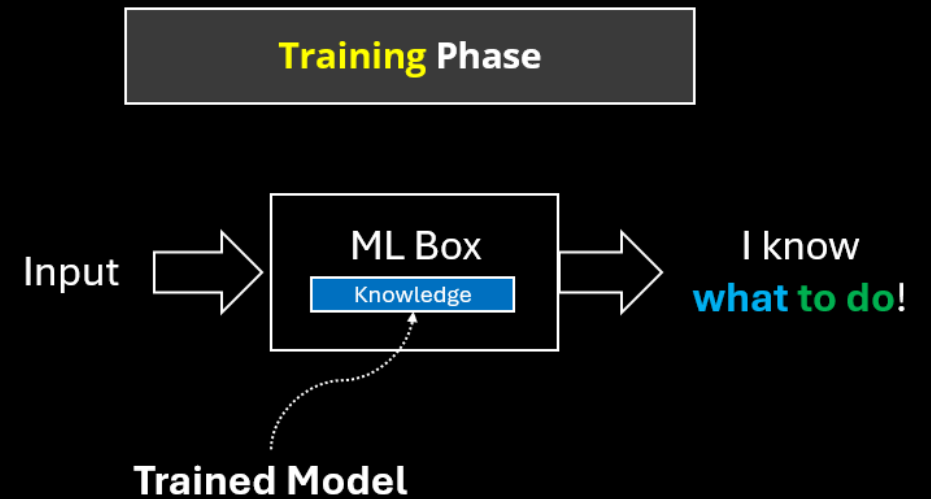 Training Phase
Input
ML Box
Knowledge
I know
what to do!
Trained Model